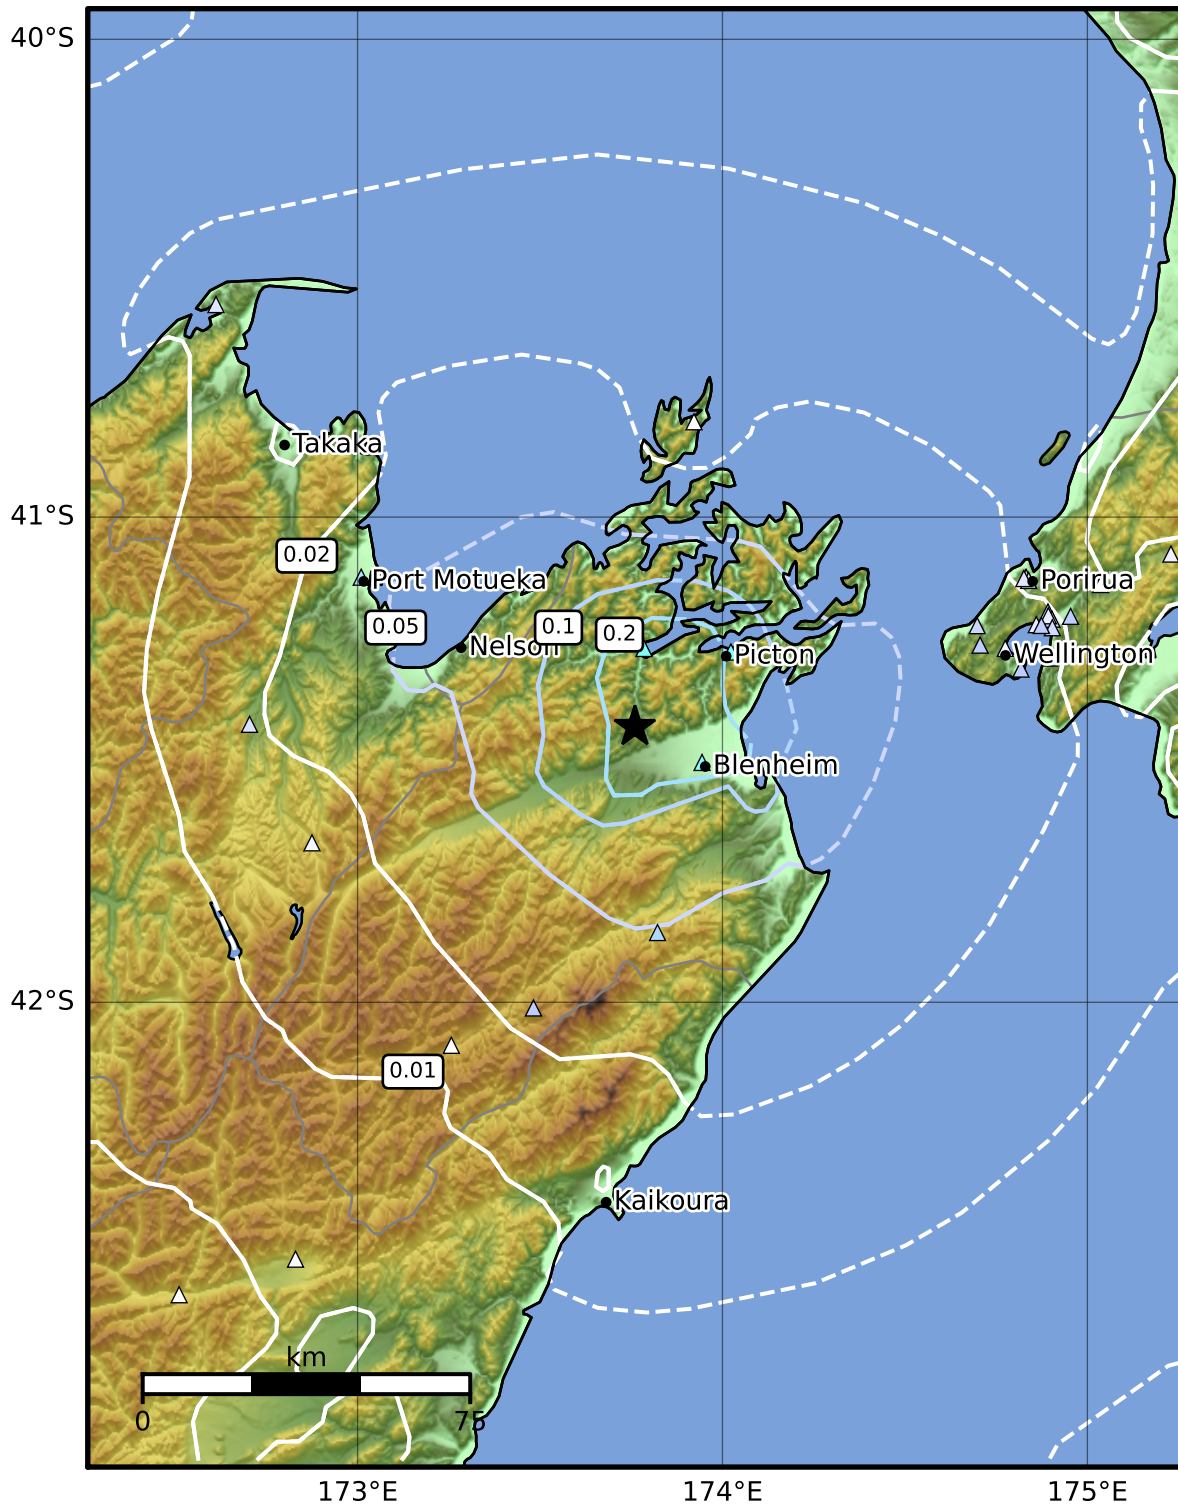 40°S
Takaka
41°S
0.02
Port Motueka
Porirua
0.05
0.1
0.2
Nelson
Picton
Wellington
Blenheim
42°S
0.01
Kaikoura
km
0
75
173°E
174°E
175°E